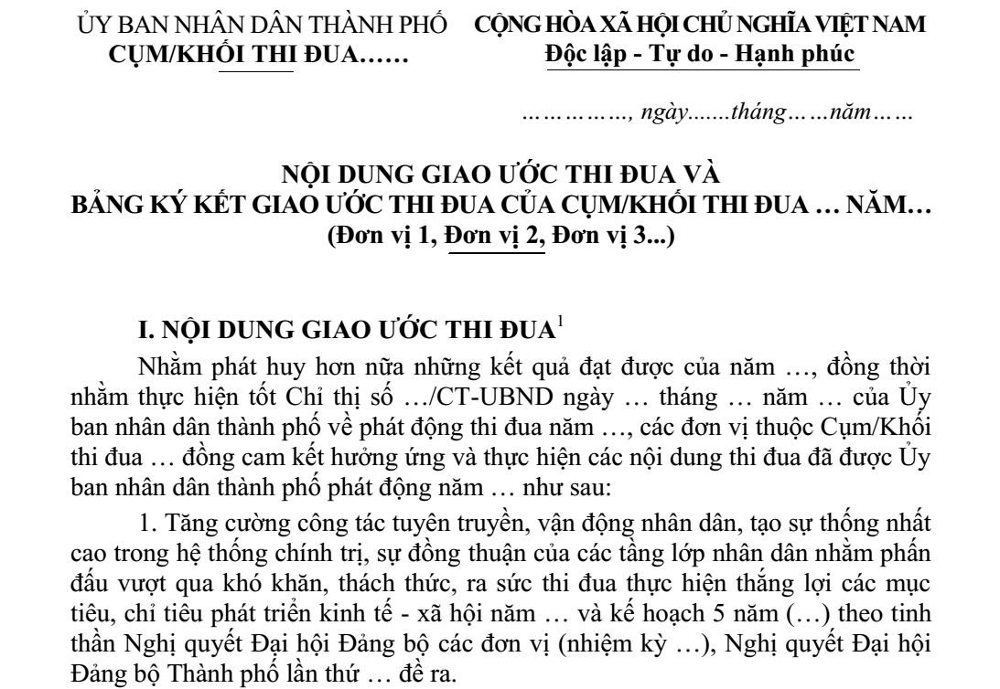 ỦY BAN NHÂN DÂN THÀNH PHỐ
CỤM/KHỐI THI ĐUA……
CỘNG HÒA XÃ HỘI CHỦ NGHĨA VIỆT NAM
Độc lập - Tự do - Hạnh phúc
……………, ngày.......tháng……năm……
NỘI DUNG GIAO ƯỚC THI ĐUA VÀ
BẢNG KÝ KẾT GIAO ƯỚC THI ĐUA CỦA CỤM/KHỐI THI ĐUA … NĂM…
(Đơn vị 1, Đơn vị 2, Đơn vị 3...)
I. NỘI DUNG GIAO ƯỚC THI ĐUA¹
Nhằm phát huy hơn nữa những kết quả đạt được của năm …, đồng thời
nhằm thực hiện tốt Chỉ thị số …/CT-UBND ngày … tháng … năm … của Ủy
ban nhân dân thành phố về phát động thi đua năm …, các đơn vị thuộc Cụm/Khối
thi đua … đồng cam kết hưởng ứng và thực hiện các nội dung thi đua đã được Ủy
ban nhân dân thành phố phát động năm … như sau:
1. Tăng cường công tác tuyên truyền, vận động nhân dân, tạo sự thống nhất
cao trong hệ thống chính trị, sự đồng thuận của các tầng lớp nhân dân nhằm phấn
đấu vượt qua khó khăn, thách thức, ra sức thi đua thực hiện thắng lợi các mục
tiêu, chỉ tiêu phát triển kinh tế - xã hội năm … và kế hoạch 5 năm (…) theo tinh
thần Nghị quyết Đại hội Đảng bộ các đơn vị (nhiệm kỳ …), Nghị quyết Đại hội
Đảng bộ Thành phố lần thứ … đề ra.